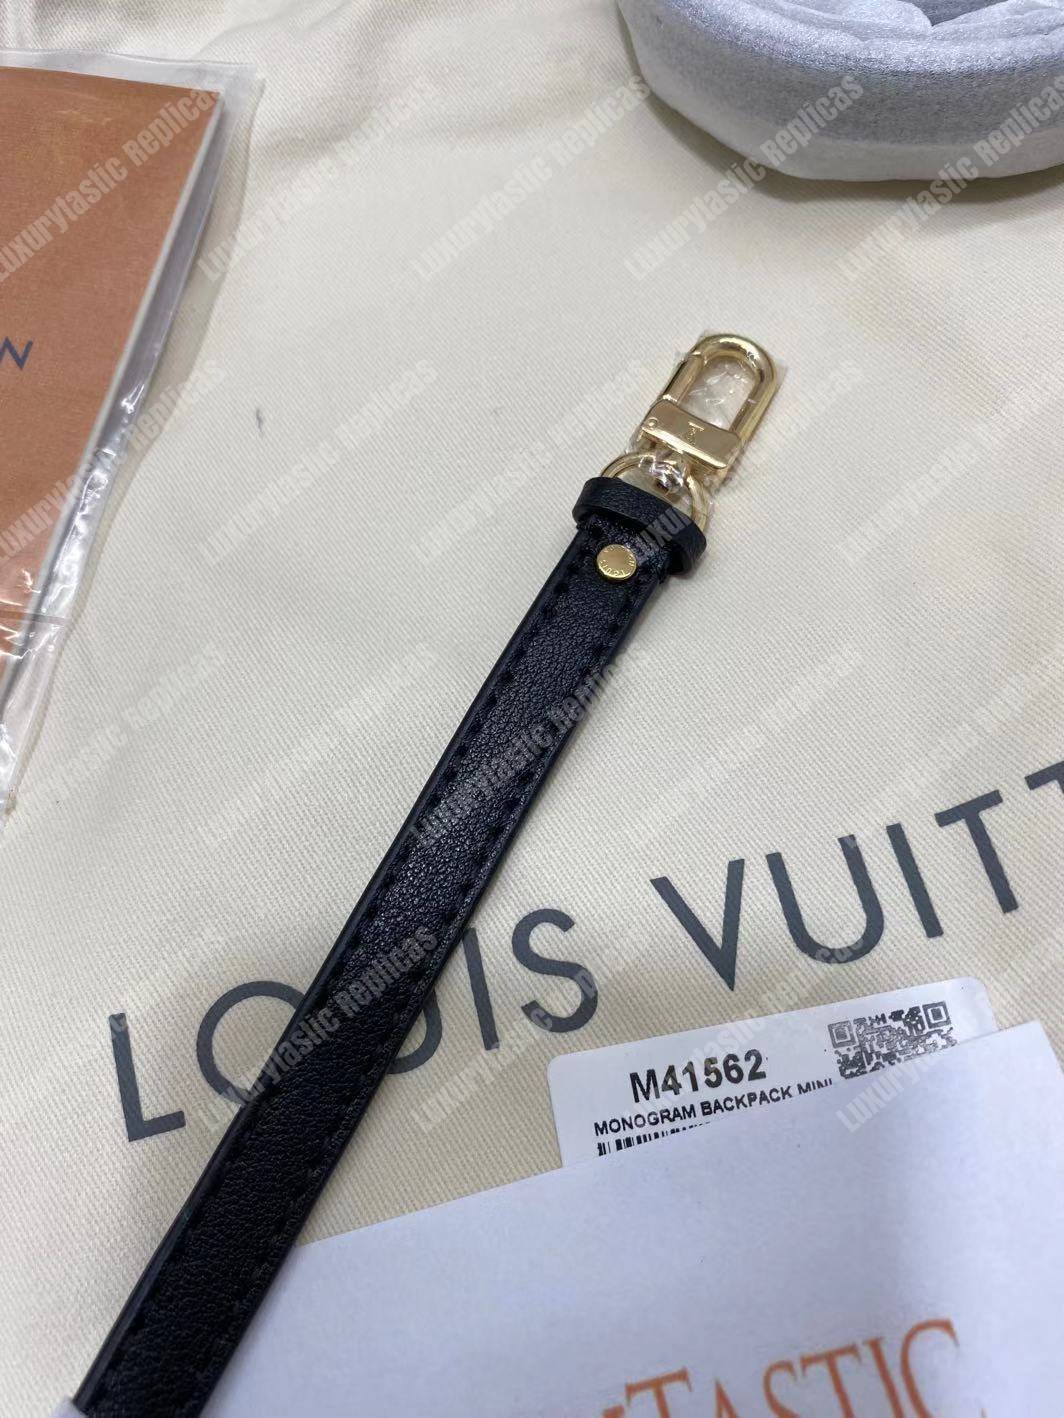 W
LOUIS VUITT
M41562
MONOGRAM BACKPACK MINI
TASTIC
Luxurytastic Replicas